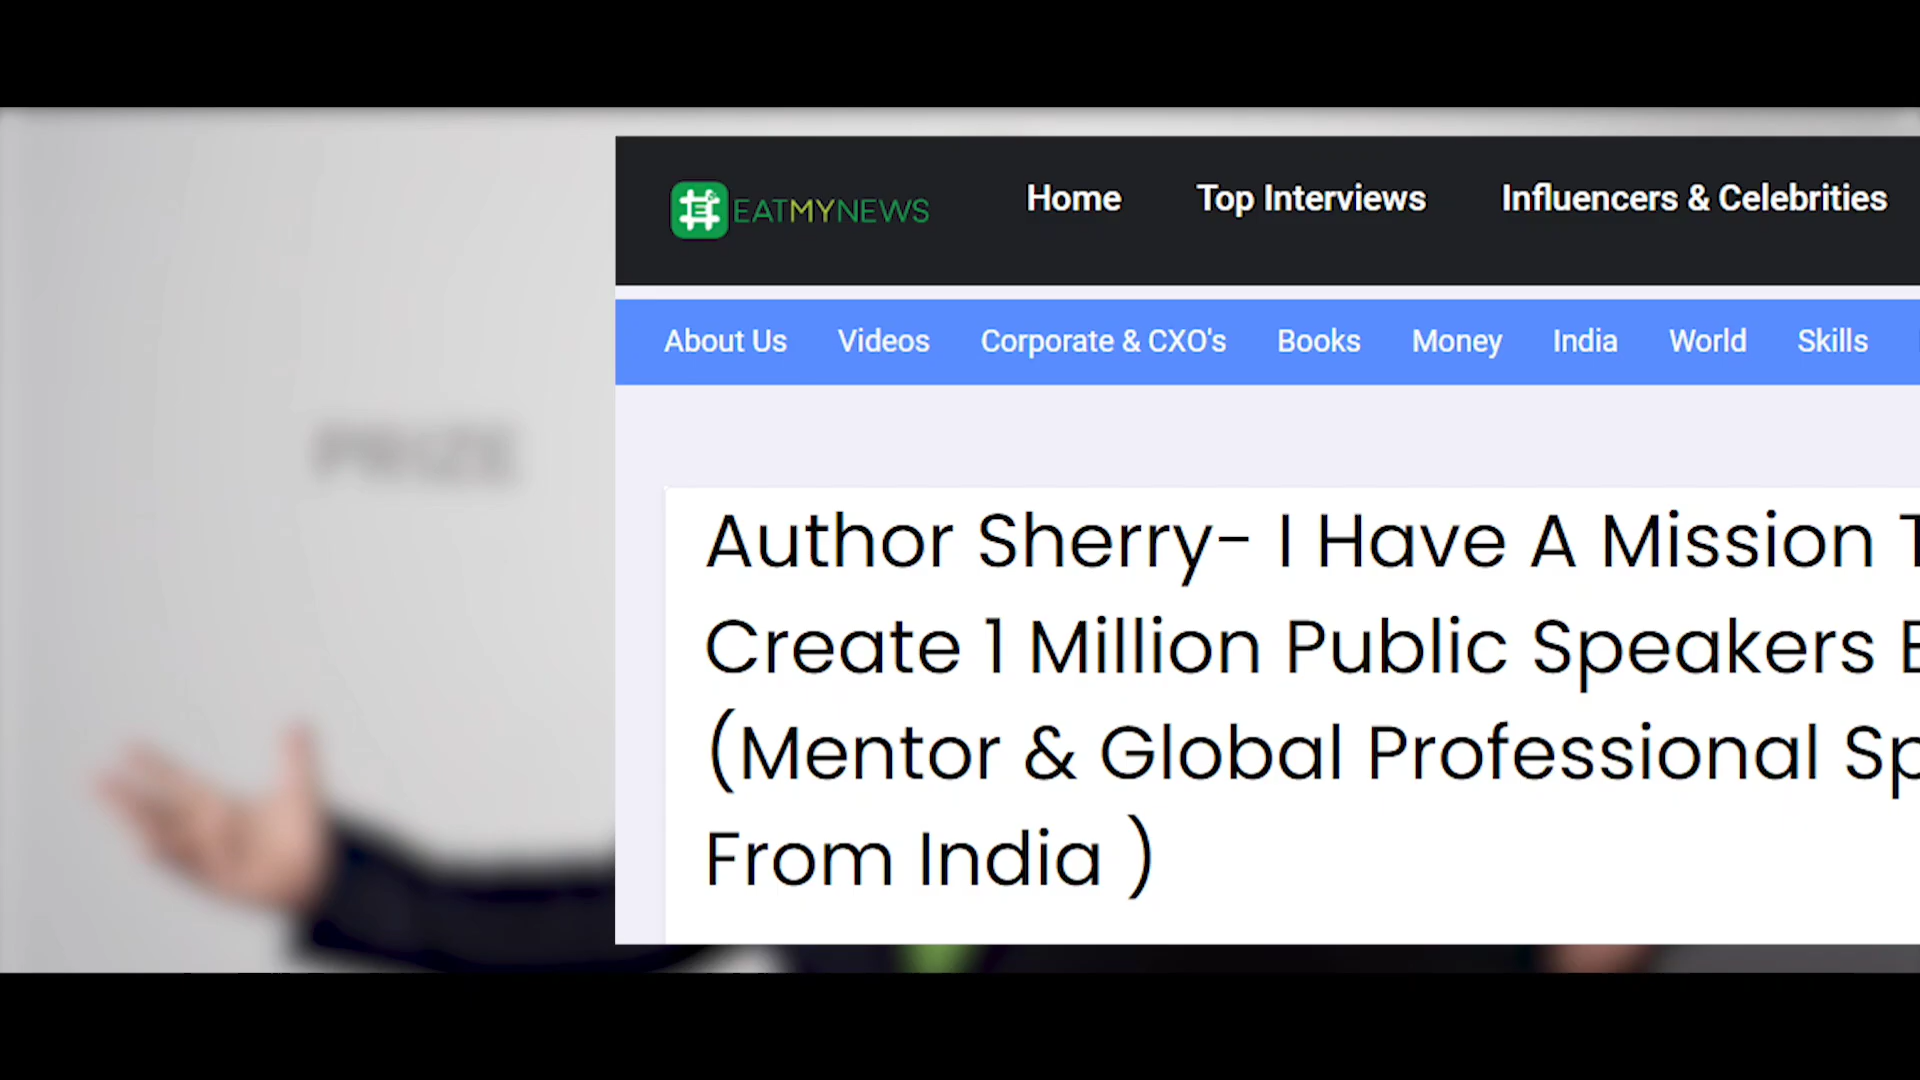 EATMYNEWS
Home Top Interviews Influencers & Celebrities
About Us Videos Corporate & CXO's Books Money India World Skills
PRIZE
Author Sherry- I Have A Mission
Create 1 Million Public Speakers
(Mentor & Global Professional
From India )